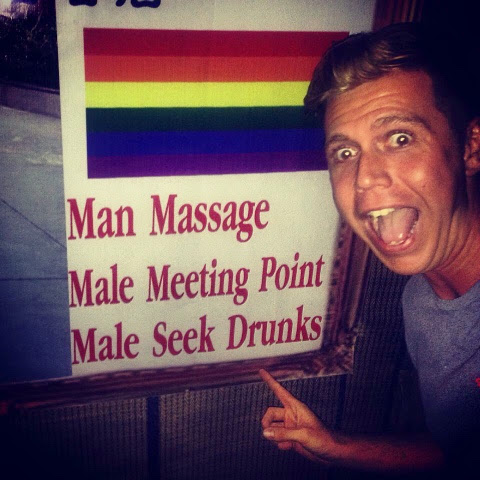 Man Massage
Male Meeting Point
Male Seek Drunks